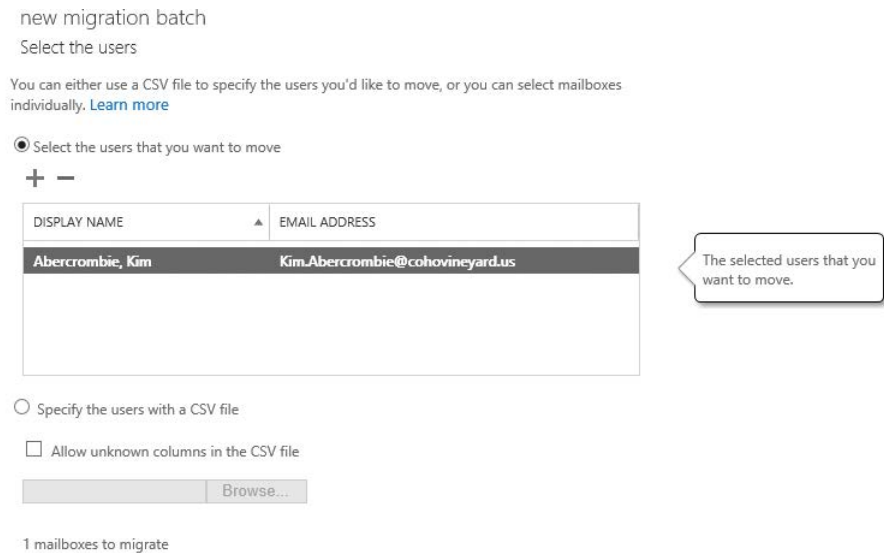 new migration batch
Select the users
You can either use a CSV file to specify the users you'd like to move, or you can select mailboxes
individually. Learn more
Select the users that you want to move
DISPLAY NAME EMAIL ADDRESS
Abercrombie, Kim Kim.Abercrombie@cohovineyard.us
The selected users that you
want to move.
Specify the users with a CSV file
Allow unknown columns in the CSV file
Browse...
1 mailboxes to migrate